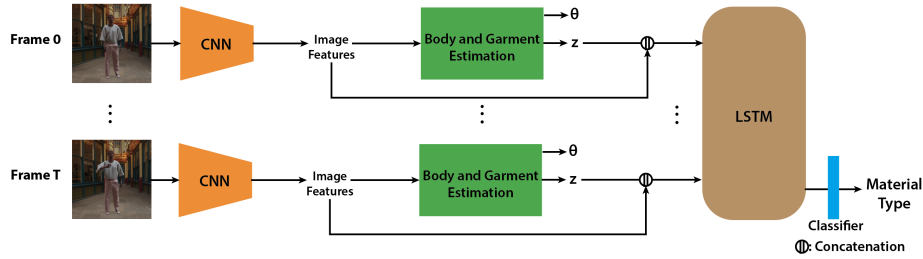 Frame 0
CNN
Image
Features
Body and Garment
Estimation
θ
z
LSTM
Frame T
CNN
Image
Features
Body and Garment
Estimation
θ
z
Material
Type
Classifier
: Concatenation